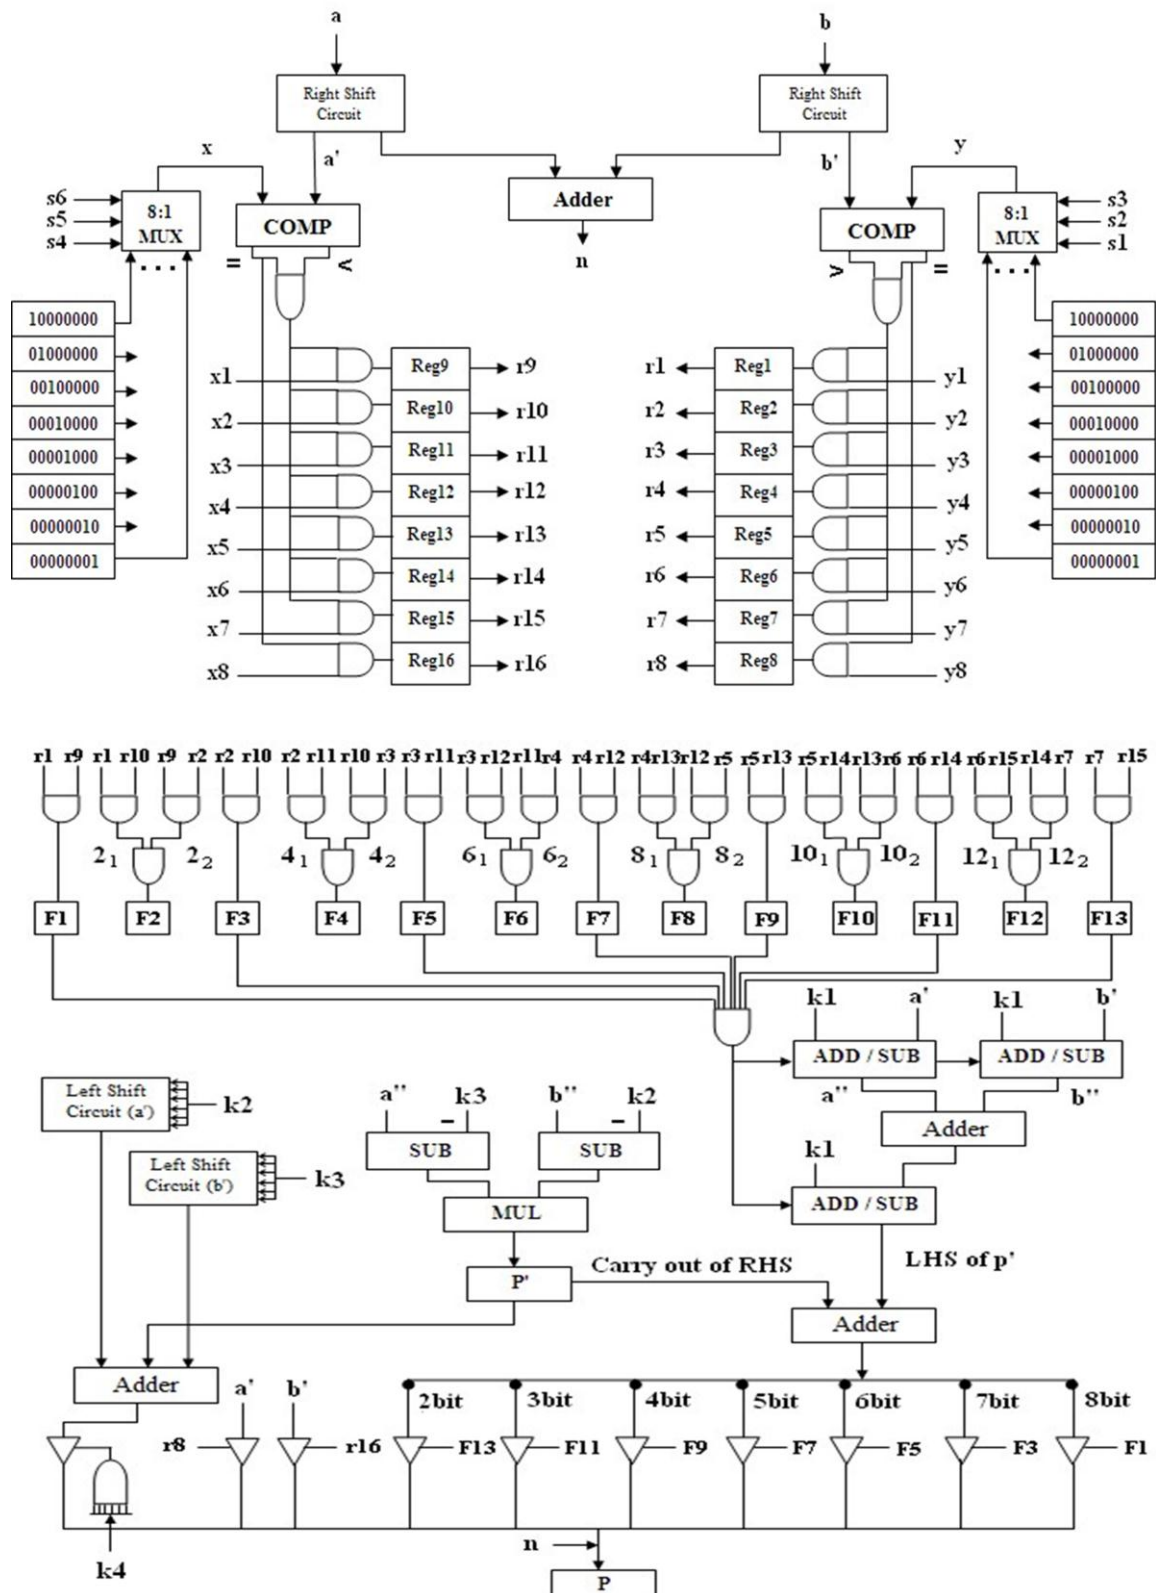 a
b
Right Shift
Circuit
Right Shift
Circuit
x
a'
b'
y
s6
s5
s4
8:1
MUX
COMP
Adder
COMP
8:1
MUX
s3
s2
s1
. . .
= <
n
> =
. . .
10000000
01000000
00100000
00010000
00001000
00000100
00000010
00000001
10000000
01000000
00100000
00010000
00001000
00000100
00000010
00000001
x1 Reg9 r9
x2 Reg10 r10
x3 Reg11 r11
x4 Reg12 r12
x5 Reg13 r13
x6 Reg14 r14
x7 Reg15 r15
x8 Reg16 r16
r1 Reg1 y1
r2 Reg2 y2
r3 Reg3 y3
r4 Reg4 y4
r5 Reg5 y5
r6 Reg6 y6
r7 Reg7 y7
r8 Reg8 y8
r1 r9 r1 r10 r9 r2 r2 r10 r2 r11 r10 r3 r3 r11 r3 r12 r11 r4 r4 r12 r4 r13 r12 r5 r5 r13 r5 r14 r13 r6 r6 r14 r6 r15 r14 r7 r7 r15
2₁ 2₂ 4₁ 4₂ 6₁ 6₂ 8₁ 8₂ 10₁ 10₂ 12₁ 12₂
F1 F2 F3 F4 F5 F6 F7 F8 F9 F10 F11 F12 F13
k1 a' k1 b'
ADD / SUB
ADD / SUB
a'' b''
Adder
Left Shift
Circuit (a')
k2
a'' k3 b'' k2
– –
SUB
SUB
Left Shift
Circuit (b')
k3
k1
ADD / SUB
MUL
P'
Carry out of RHS
LHS of p'
Adder
Adder
a' b'
2bit 3bit 4bit 5bit 6bit 7bit 8bit
r8 r16 F13 F11 F9 F7 F5 F3 F1
k4
n
P